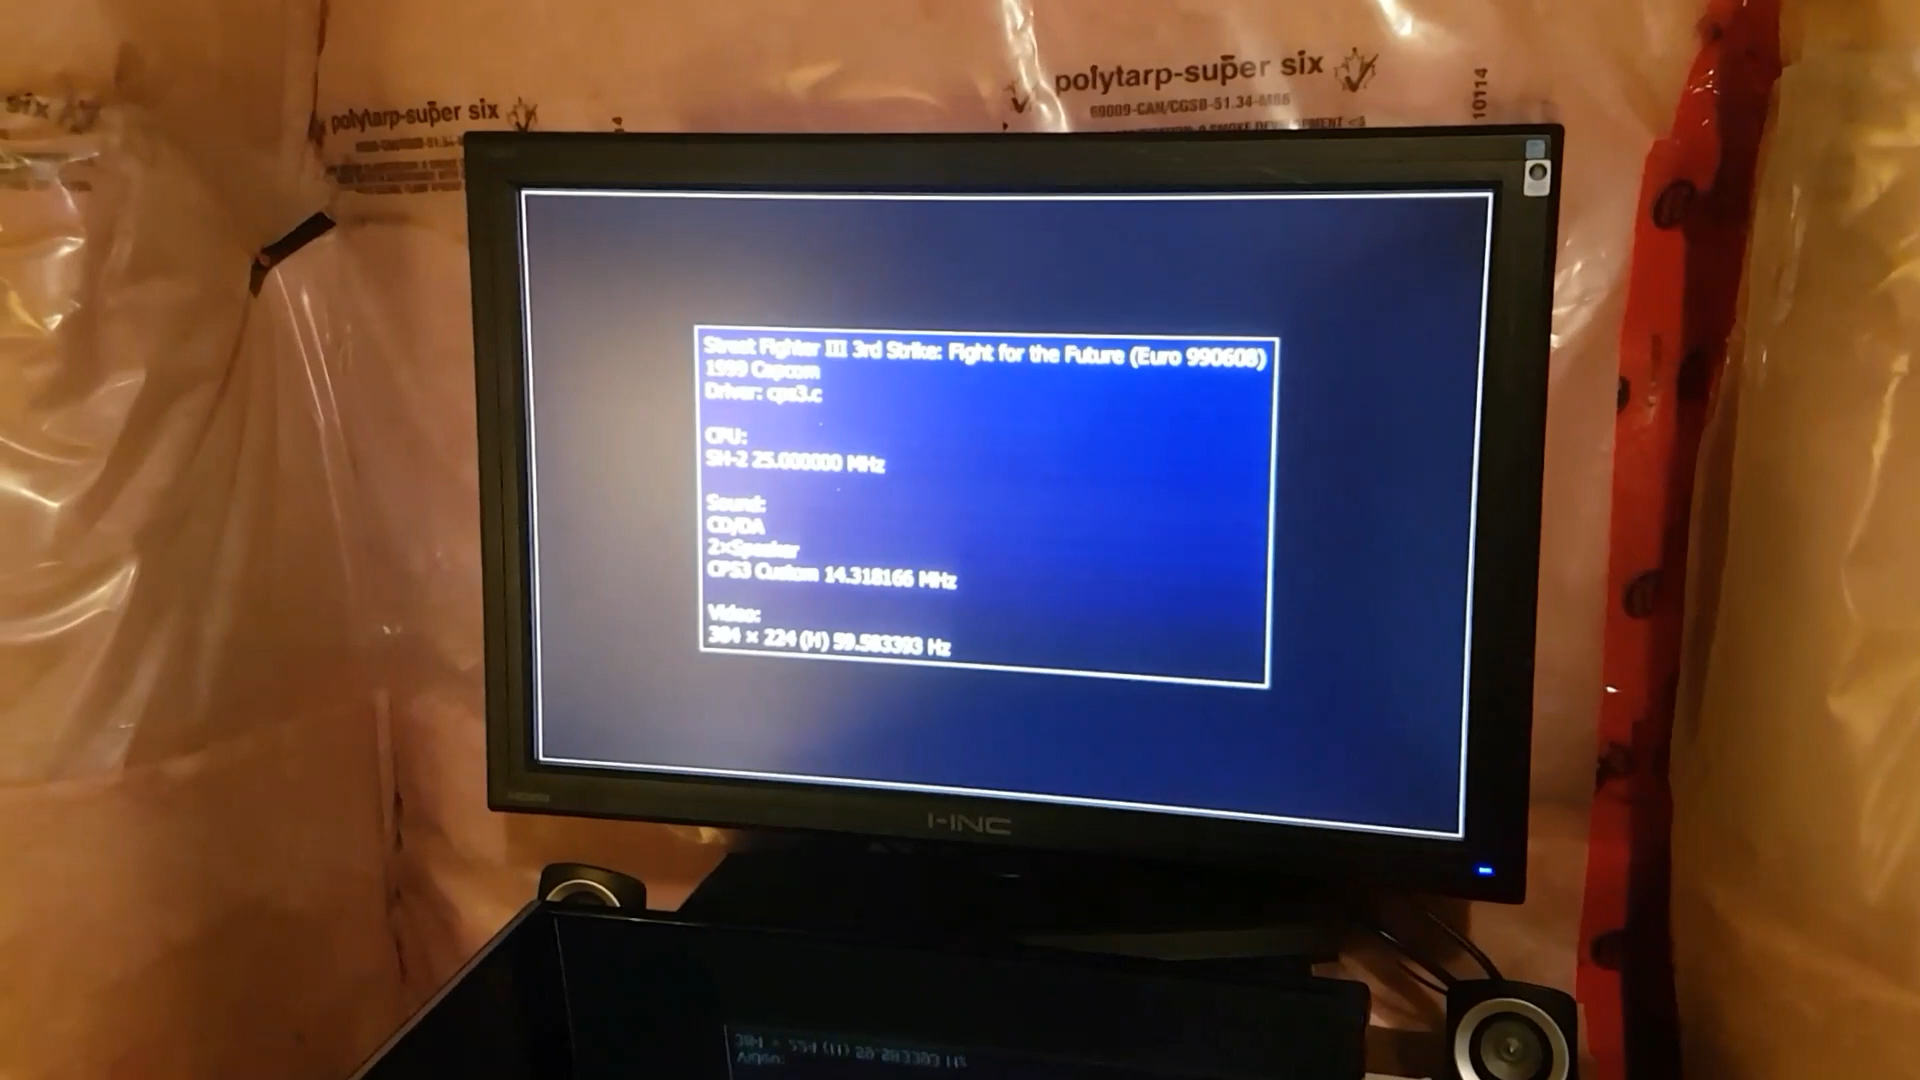 six
polytarp-super six
polytarp-super six
10114
Street Fighter III 3rd Strike: Fight for the Future (Euro 990608)
1999 Capcom
Driver: cps3.c
CPU:
SH-2 25.000000 MHz
Sound:
CD/DA
2×Speaker
CPS3 Custom 14.318166 MHz
Video:
384 × 224 (H) 59.583393 Hz
I-INC